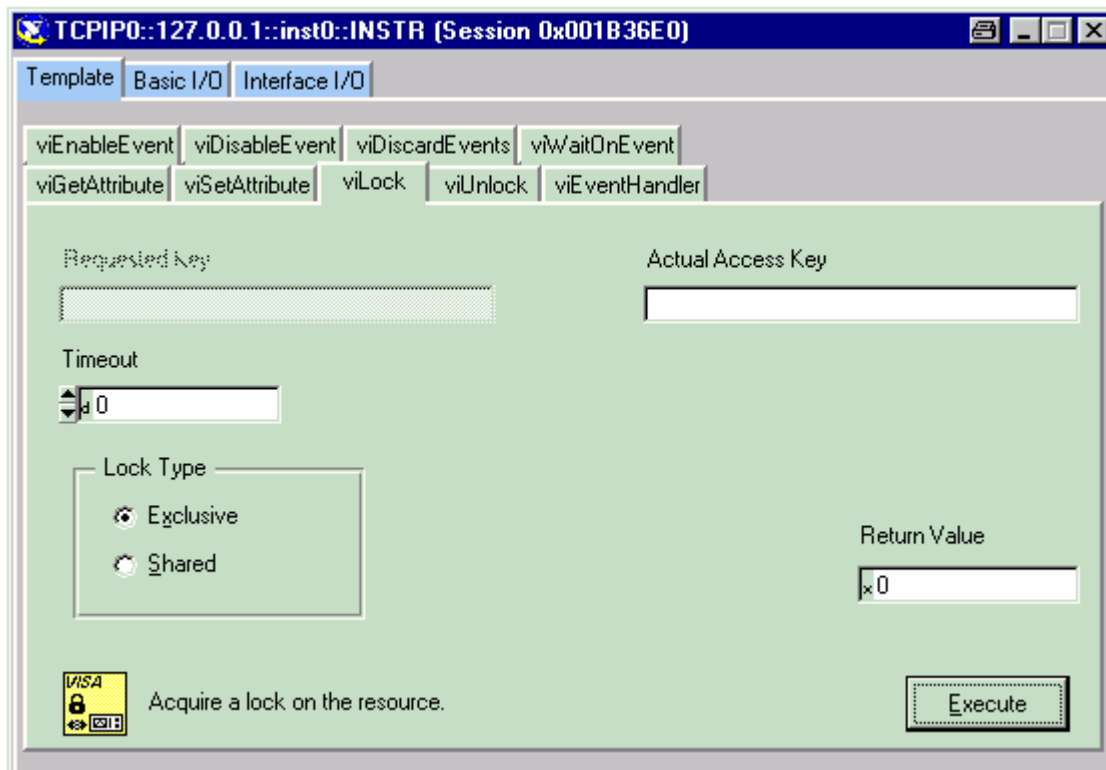 TCPIP0::127.0.0.1::inst0::INSTR (Session 0x001B36E0)
Template Basic I/O Interface I/O
viEnableEvent viDisableEvent viDiscardEvents viWaitOnEvent
viGetAttribute viSetAttribute viLock viUnlock viEventHandler
Requested Key Actual Access Key
Timeout
d 0
Lock Type
Exclusive
Shared
Return Value
x 0
VISA
Acquire a lock on the resource.
Execute